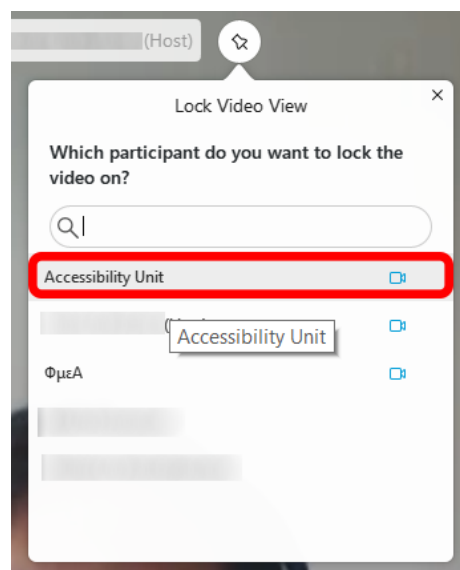 (Host)
Lock Video View
Which participant do you want to lock the
video on?
Accessibility Unit
Accessibility Unit
ΦμεΑ